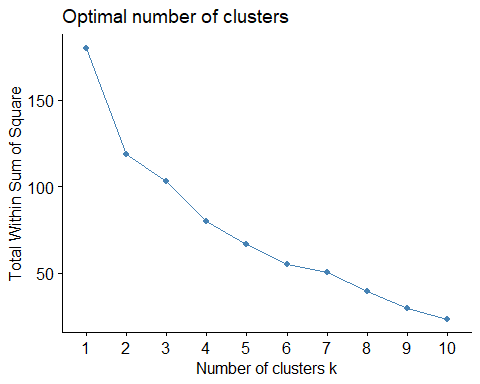 Optimal number of clusters
Total Within Sum of Square
150
100
50
1 2 3 4 5 6 7 8 9 10
Number of clusters k